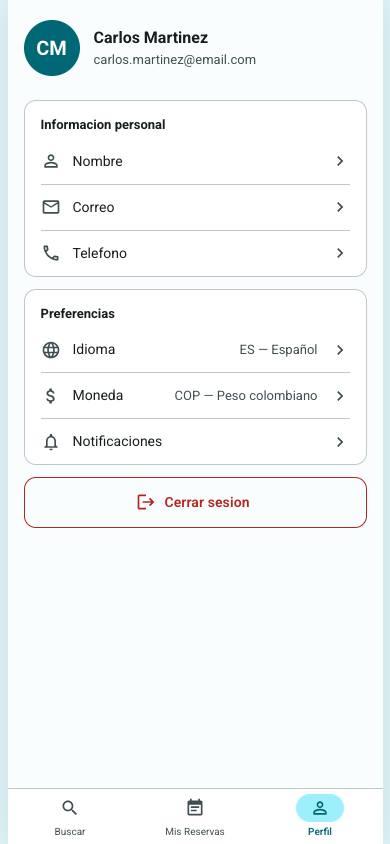 CM
Carlos Martinez
carlos.martinez@email.com
Informacion personal
Nombre
Correo
Telefono
Preferencias
Idioma ES — Español
Moneda COP — Peso colombiano
Notificaciones
Cerrar sesion
Buscar Mis Reservas Perfil